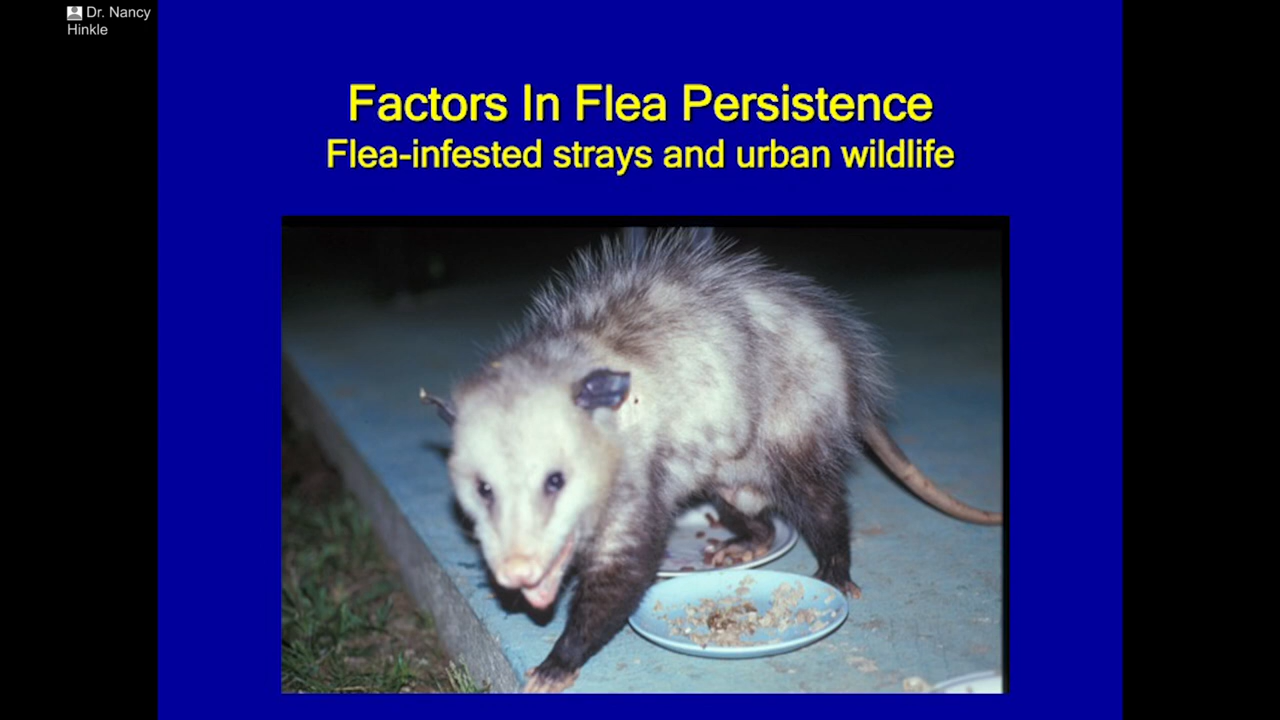 Dr. Nancy
Hinkle
Factors In Flea Persistence
Flea-infested strays and urban wildlife